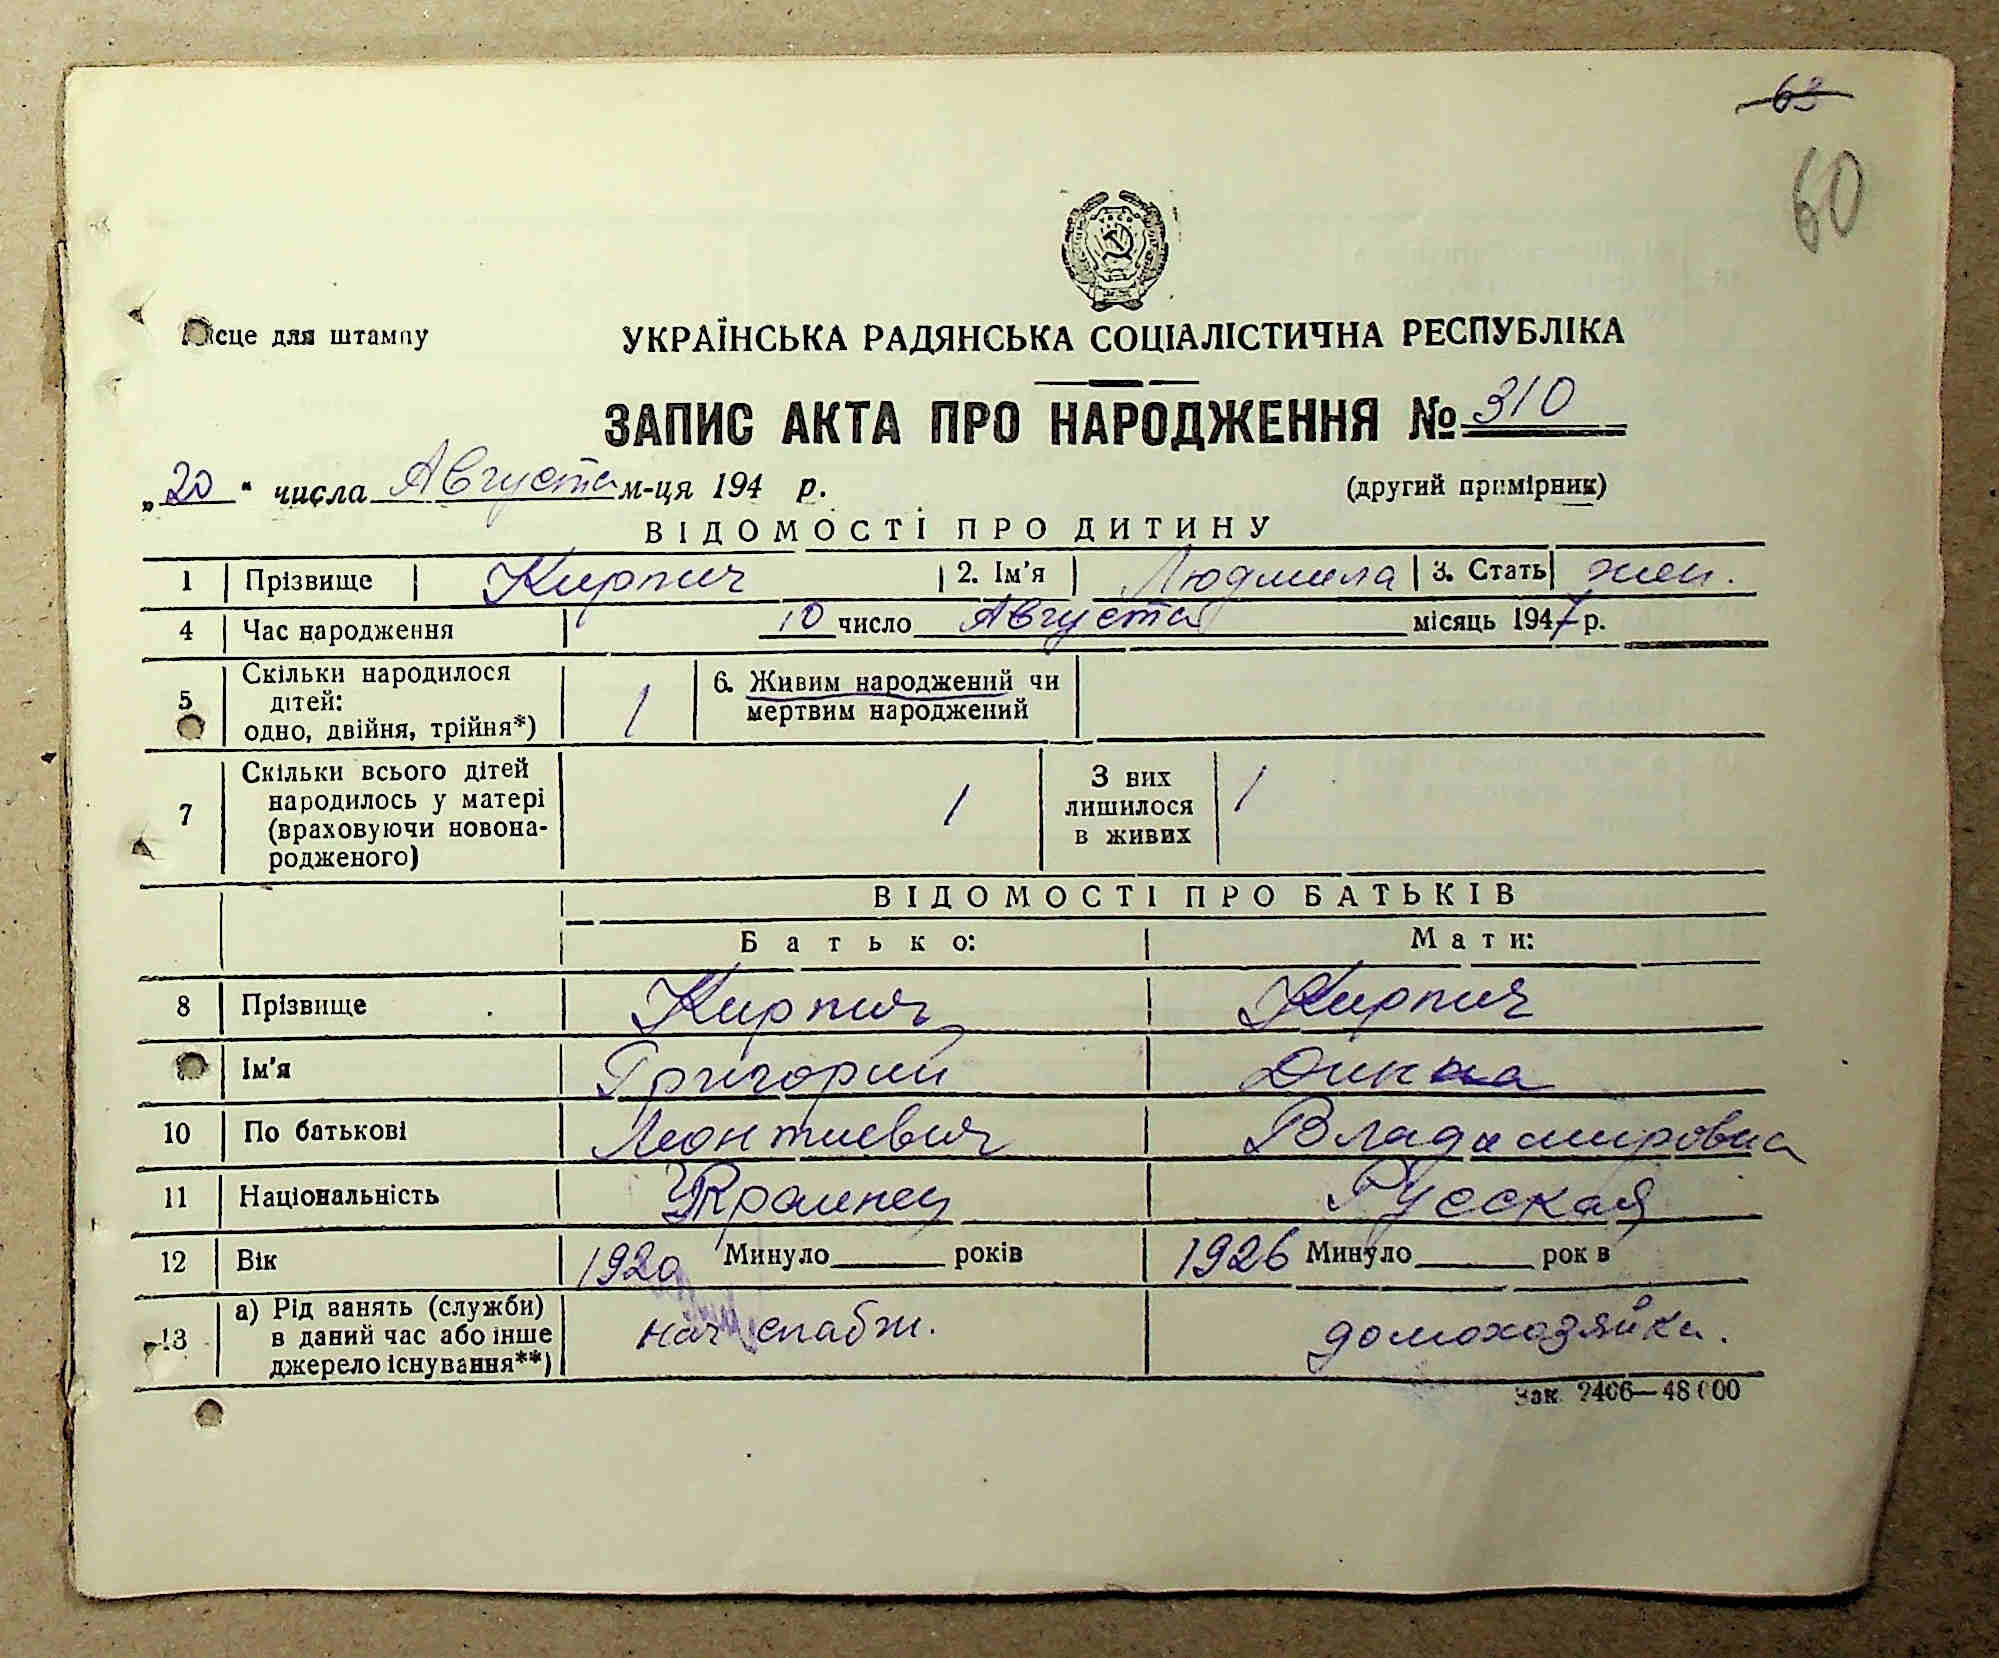 63
60
Місце для штампу
УКРАЇНСЬКА РАДЯНСЬКА СОЦІАЛІСТИЧНА РЕСПУБЛІКА
ЗАПИС АКТА ПРО НАРОДЖЕННЯ № 310
„20“ числа Августа м-ця 194 р. (другий примірник)
ВІДОМОСТІ ПРО ДИТИНУ
1 Прізвище Кирпич 2. Ім'я Людмила 3. Стать жен.
4 Час народження 10 число Августа місяць 1947 р.
5 Скільки народилося дітей: одно, двійня, трійня*) 1 6. Живим народжений чи мертвим народжений
7 Скільки всього дітей народилось у матері (враховуючи новонародженого) 1 З них лишилося в живих 1
ВІДОМОСТІ ПРО БАТЬКІВ
Батько: Мати:
8 Прізвище Кирпич Кирпич
Ім'я Григорий Дина
10 По батькові Леонтиевич Владимировна
11 Національність Украинец Русская
12 Вік 1920 Минуло років 1926 Минуло рок в
13 а) Рід занять (служби) в даний час або інше джерело існування**) нач снабж. домохозяйка.
Зак 2406—48000